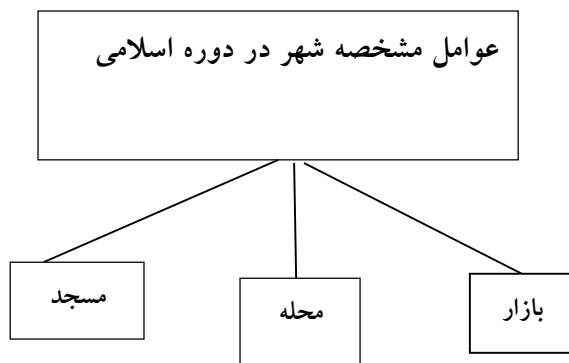 عوامل مشخصه شهر در دوره اسلامی
بازار
محله
مسجد